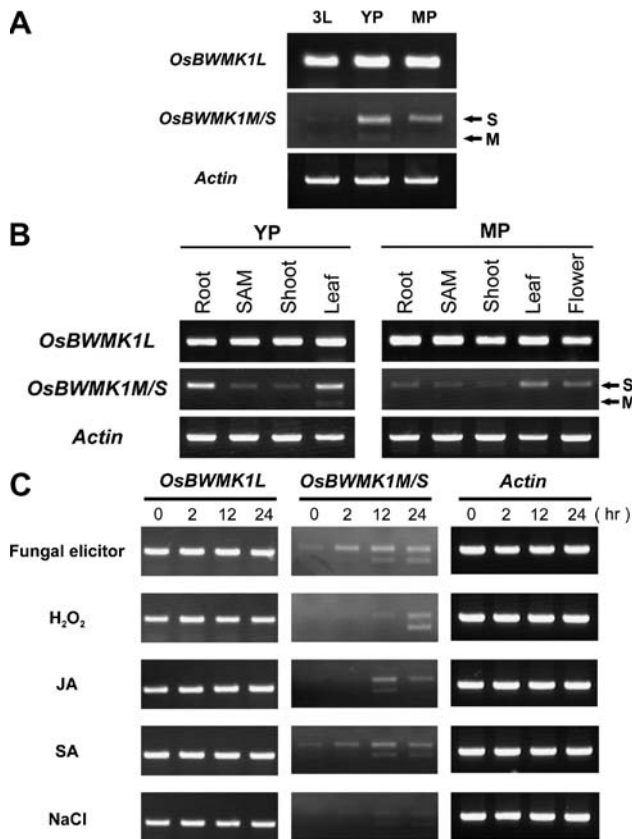 A
3L YP MP
OsBWMK1L
OsBWMK1M/S
S
M
Actin
B
YP MP
Root SAM Shoot Leaf Root SAM Shoot Leaf Flower
OsBWMK1L
OsBWMK1M/S
S
M
Actin
C
OsBWMK1L OsBWMK1M/S Actin
0 2 12 24 0 2 12 24 0 2 12 24 ( hr )
Fungal elicitor
H₂O₂
JA
SA
NaCl